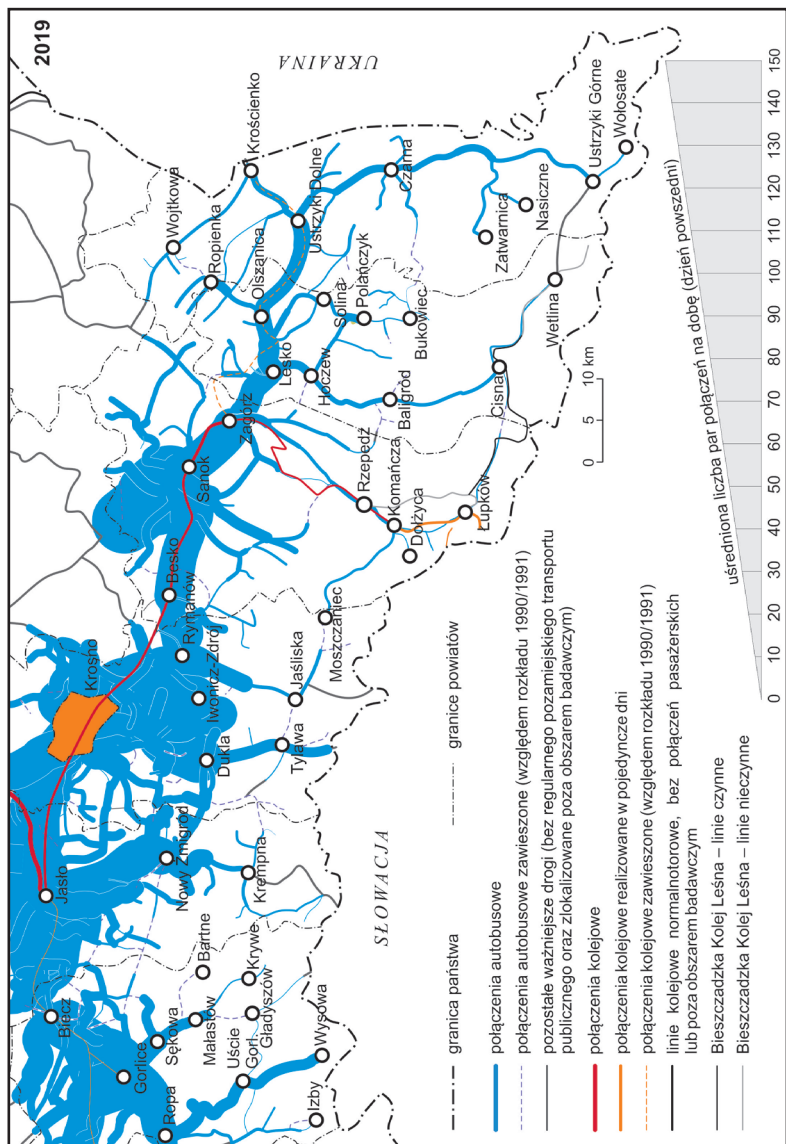 2019
UKRAINA
SŁOWACJA
Krościenko
Wojtkowa
Ropienka
Ustrzyki Dolne
Olszanica
Czarna
Solina
Polańczyk
Bukowiec
Lesko
Hoczew
Baligród
Cisna
Wetlina
Zatwarnica
Nasiczne
Ustrzyki Górne
Wołosate
Zagórz
Sanok
Rzepedź
Komańcza
Dołżyca
Łupków
Besko
Rymanów
Iwonicz-Zdrój
Krosno
Dukla
Tylawa
Jaśliska
Moszczaniec
Jasło
Nowy Żmigród
Krempna
Biecz
Bartne
Krywe
Małastów
Sękowa
Gorlice
Gładyszów
Uście
Gorl.
Wysowa
Ropa
Izby
0 5 10 km
granica państwa
granice powiatów
połączenia autobusowe
połączenia autobusowe zawieszone (względem rozkładu 1990/1991)
pozostałe ważniejsze drogi (bez regularnego pozamiejskiego transportu
publicznego oraz zlokalizowane poza obszarem badawczym)
połączenia kolejowe
połączenia kolejowe realizowane w pojedyncze dni
połączenia kolejowe zawieszone (względem rozkładu 1990/1991)
linie kolejowe normalnotorowe, bez połączeń pasażerskich
lub poza obszarem badawczym
Bieszczadzka Kolej Leśna – linie czynne
Bieszczadzka Kolej Leśna – linie nieczynne
uśredniona liczba par połączeń na dobę (dzień powszedni)
0 10 20 30 40 50 60 70 80 90 100 110 120 130 140 150